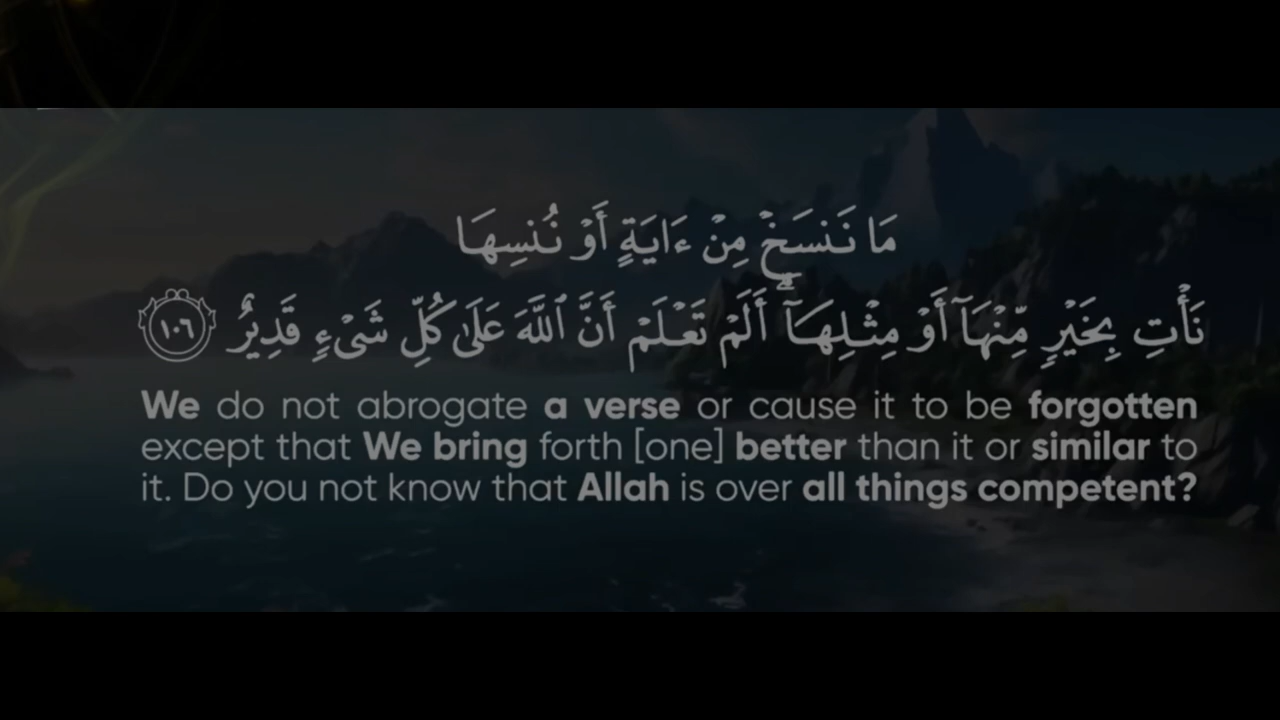 مَا نَنسَخْ مِنْ ءَايَةٍ أَوْ نُنسِهَا
نَأْتِ بِخَيْرٍ مِّنْهَآ أَوْ مِثْلِهَآ ۗ أَلَمْ تَعْلَمْ أَنَّ ٱللَّهَ عَلَىٰ كُلِّ شَىْءٍ قَدِيرٌ ١٠٦
We do not abrogate a verse or cause it to be forgotten
except that We bring forth [one] better than it or similar to
it. Do you not know that Allah is over all things competent?